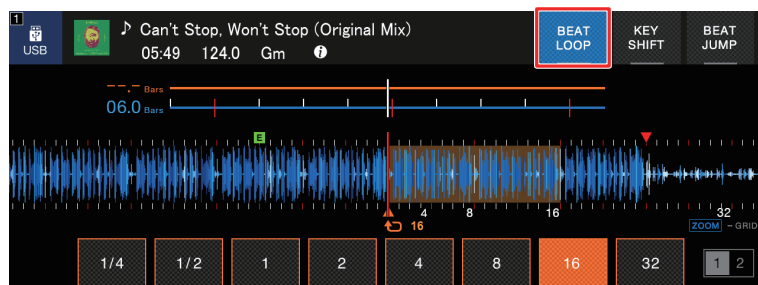 1
USB
♪ Can't Stop, Won't Stop (Original Mix)
05:49 124.0 Gm i
BEAT LOOP
KEY SHIFT
BEAT JUMP
--.- Bars
06.0 Bars
E
4 8 16 32
16
ZOOM - GRID
1/4 1/2 1 2 4 8 16 32 1 2